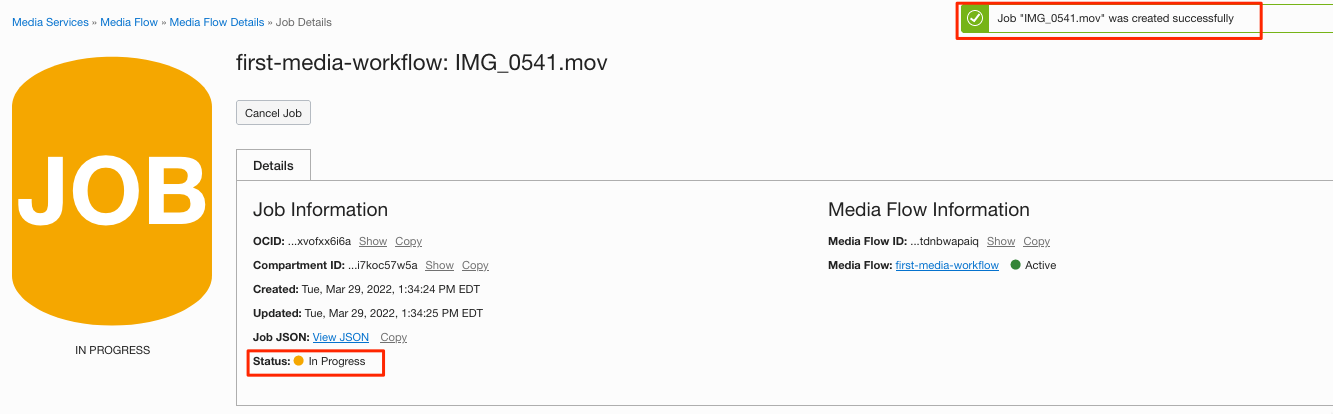 Media Services » Media Flow » Media Flow Details » Job Details
Job "IMG_0541.mov" was created successfully
first-media-workflow: IMG_0541.mov
Cancel Job
JOB
IN PROGRESS
Details
Job Information
OCID: ...xvofxx6i6a Show Copy
Compartment ID: ...i7koc57w5a Show Copy
Created: Tue, Mar 29, 2022, 1:34:24 PM EDT
Updated: Tue, Mar 29, 2022, 1:34:25 PM EDT
Job JSON: View JSON Copy
Status: In Progress
Media Flow Information
Media Flow ID: ...tdnbwapaiq Show Copy
Media Flow: first-media-workflow Active